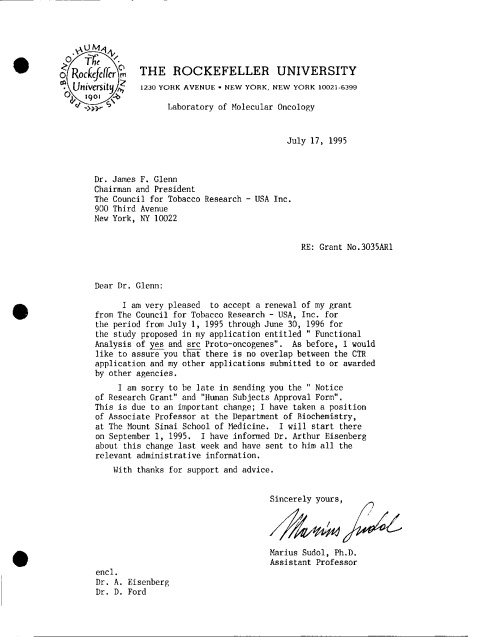 PRO·BONO·HUMANI·GENERIS
The
Rockefeller
University
1901
THE ROCKEFELLER UNIVERSITY
1230 YORK AVENUE • NEW YORK, NEW YORK 10021-6399
Laboratory of Molecular Oncology
July 17, 1995
Dr. James F. Glenn
Chairman and President
The Council for Tobacco Research - USA Inc.
900 Third Avenue
New York, NY 10022
RE: Grant No.3035AR1
Dear Dr. Glenn:
I am very pleased to accept a renewal of my grant
from The Council for Tobacco Research - USA, Inc. for
the period from July 1, 1995 through June 30, 1996 for
the study proposed in my application entitled " Functional
Analysis of yes and src Proto-oncogenes". As before, I would
like to assure you that there is no overlap between the CTR
application and my other applications submitted to or awarded
by other agencies.
I am sorry to be late in sending you the " Notice
of Research Grant" and "Human Subjects Approval Form".
This is due to an important change; I have taken a position
of Associate Professor at the Department of Biochemistry,
at The Mount Sinai School of Medicine. I will start there
on September 1, 1995. I have informed Dr. Arthur Eisenberg
about this change last week and have sent to him all the
relevant administrative information.
With thanks for support and advice.
Sincerely yours,
Marius Sudol
Marius Sudol, Ph.D.
Assistant Professor
encl.
Dr. A. Eisenberg
Dr. D. Ford